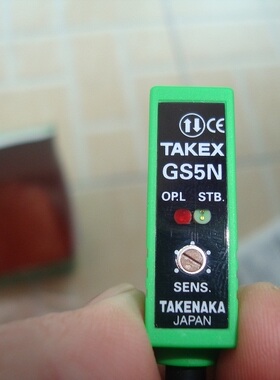 CE
TAKEX
GS5N
OP.L STB.
SENS.
TAKENAKA
JAPAN